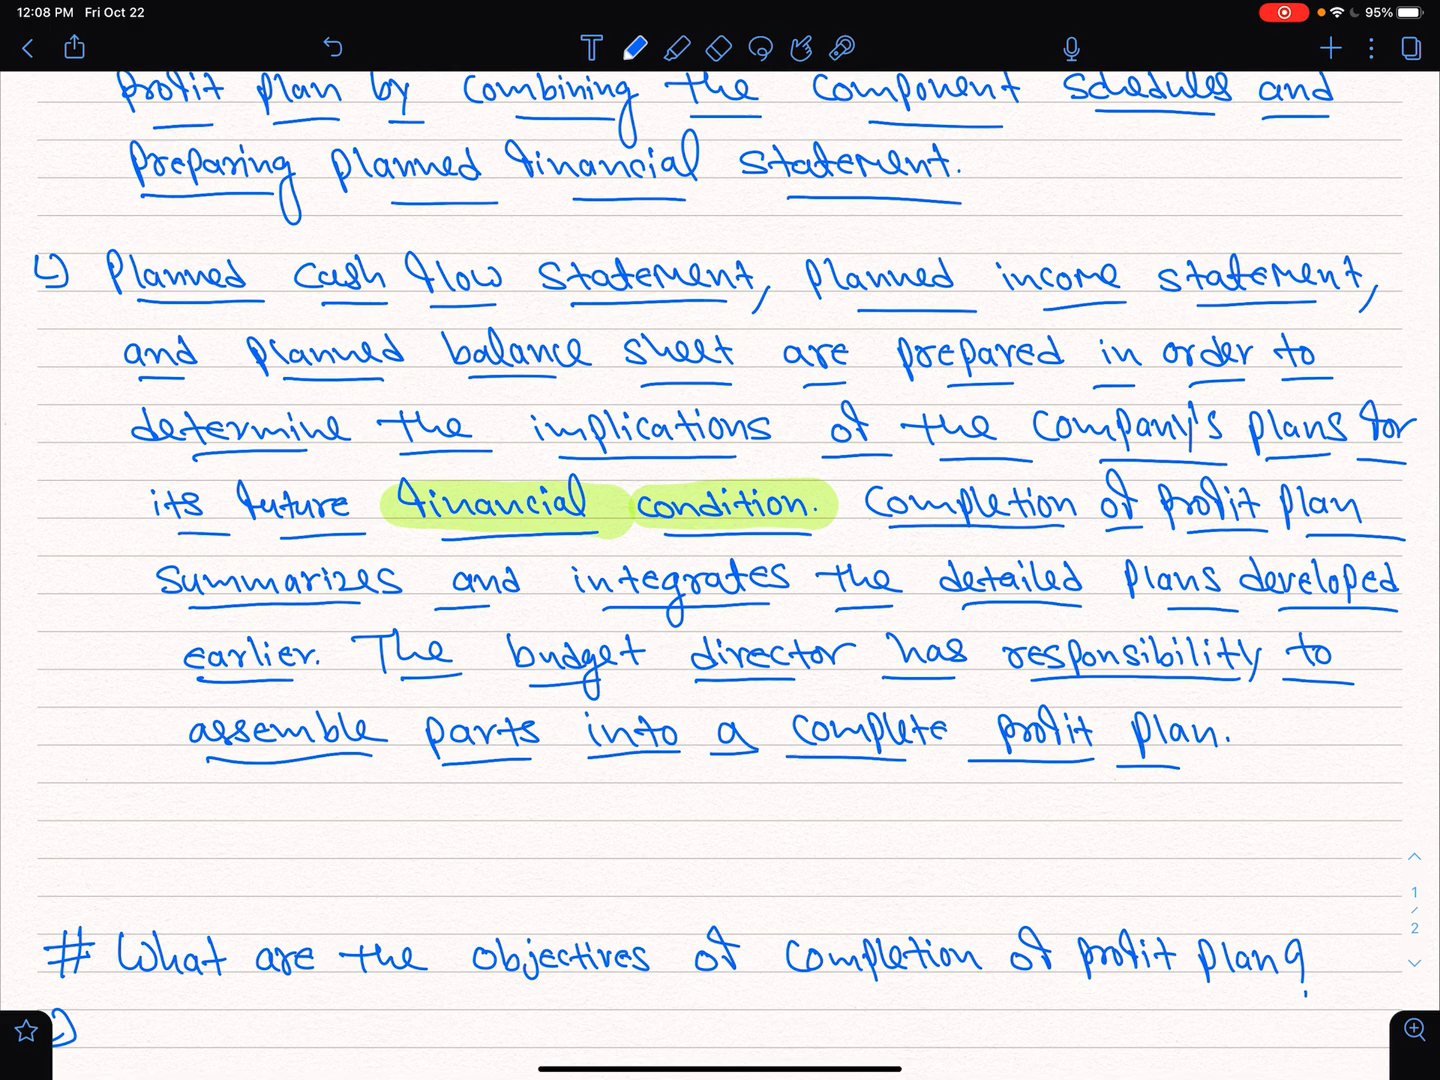 12:08 PM Fri Oct 22
95%
T
profit plan by combining the component schedules and
preparing planned financial statement.
↳ Planned cash flow statement, planned income statement,
and planned balance sheet are prepared in order to
determine the implications of the company's plans for
its future financial condition. Completion of profit plan
summarizes and integrates the detailed plans developed
earlier. The budget director has responsibility to
assemble parts into a complete profit plan.
1
/
2
# What are the objectives of completion of profit plan?